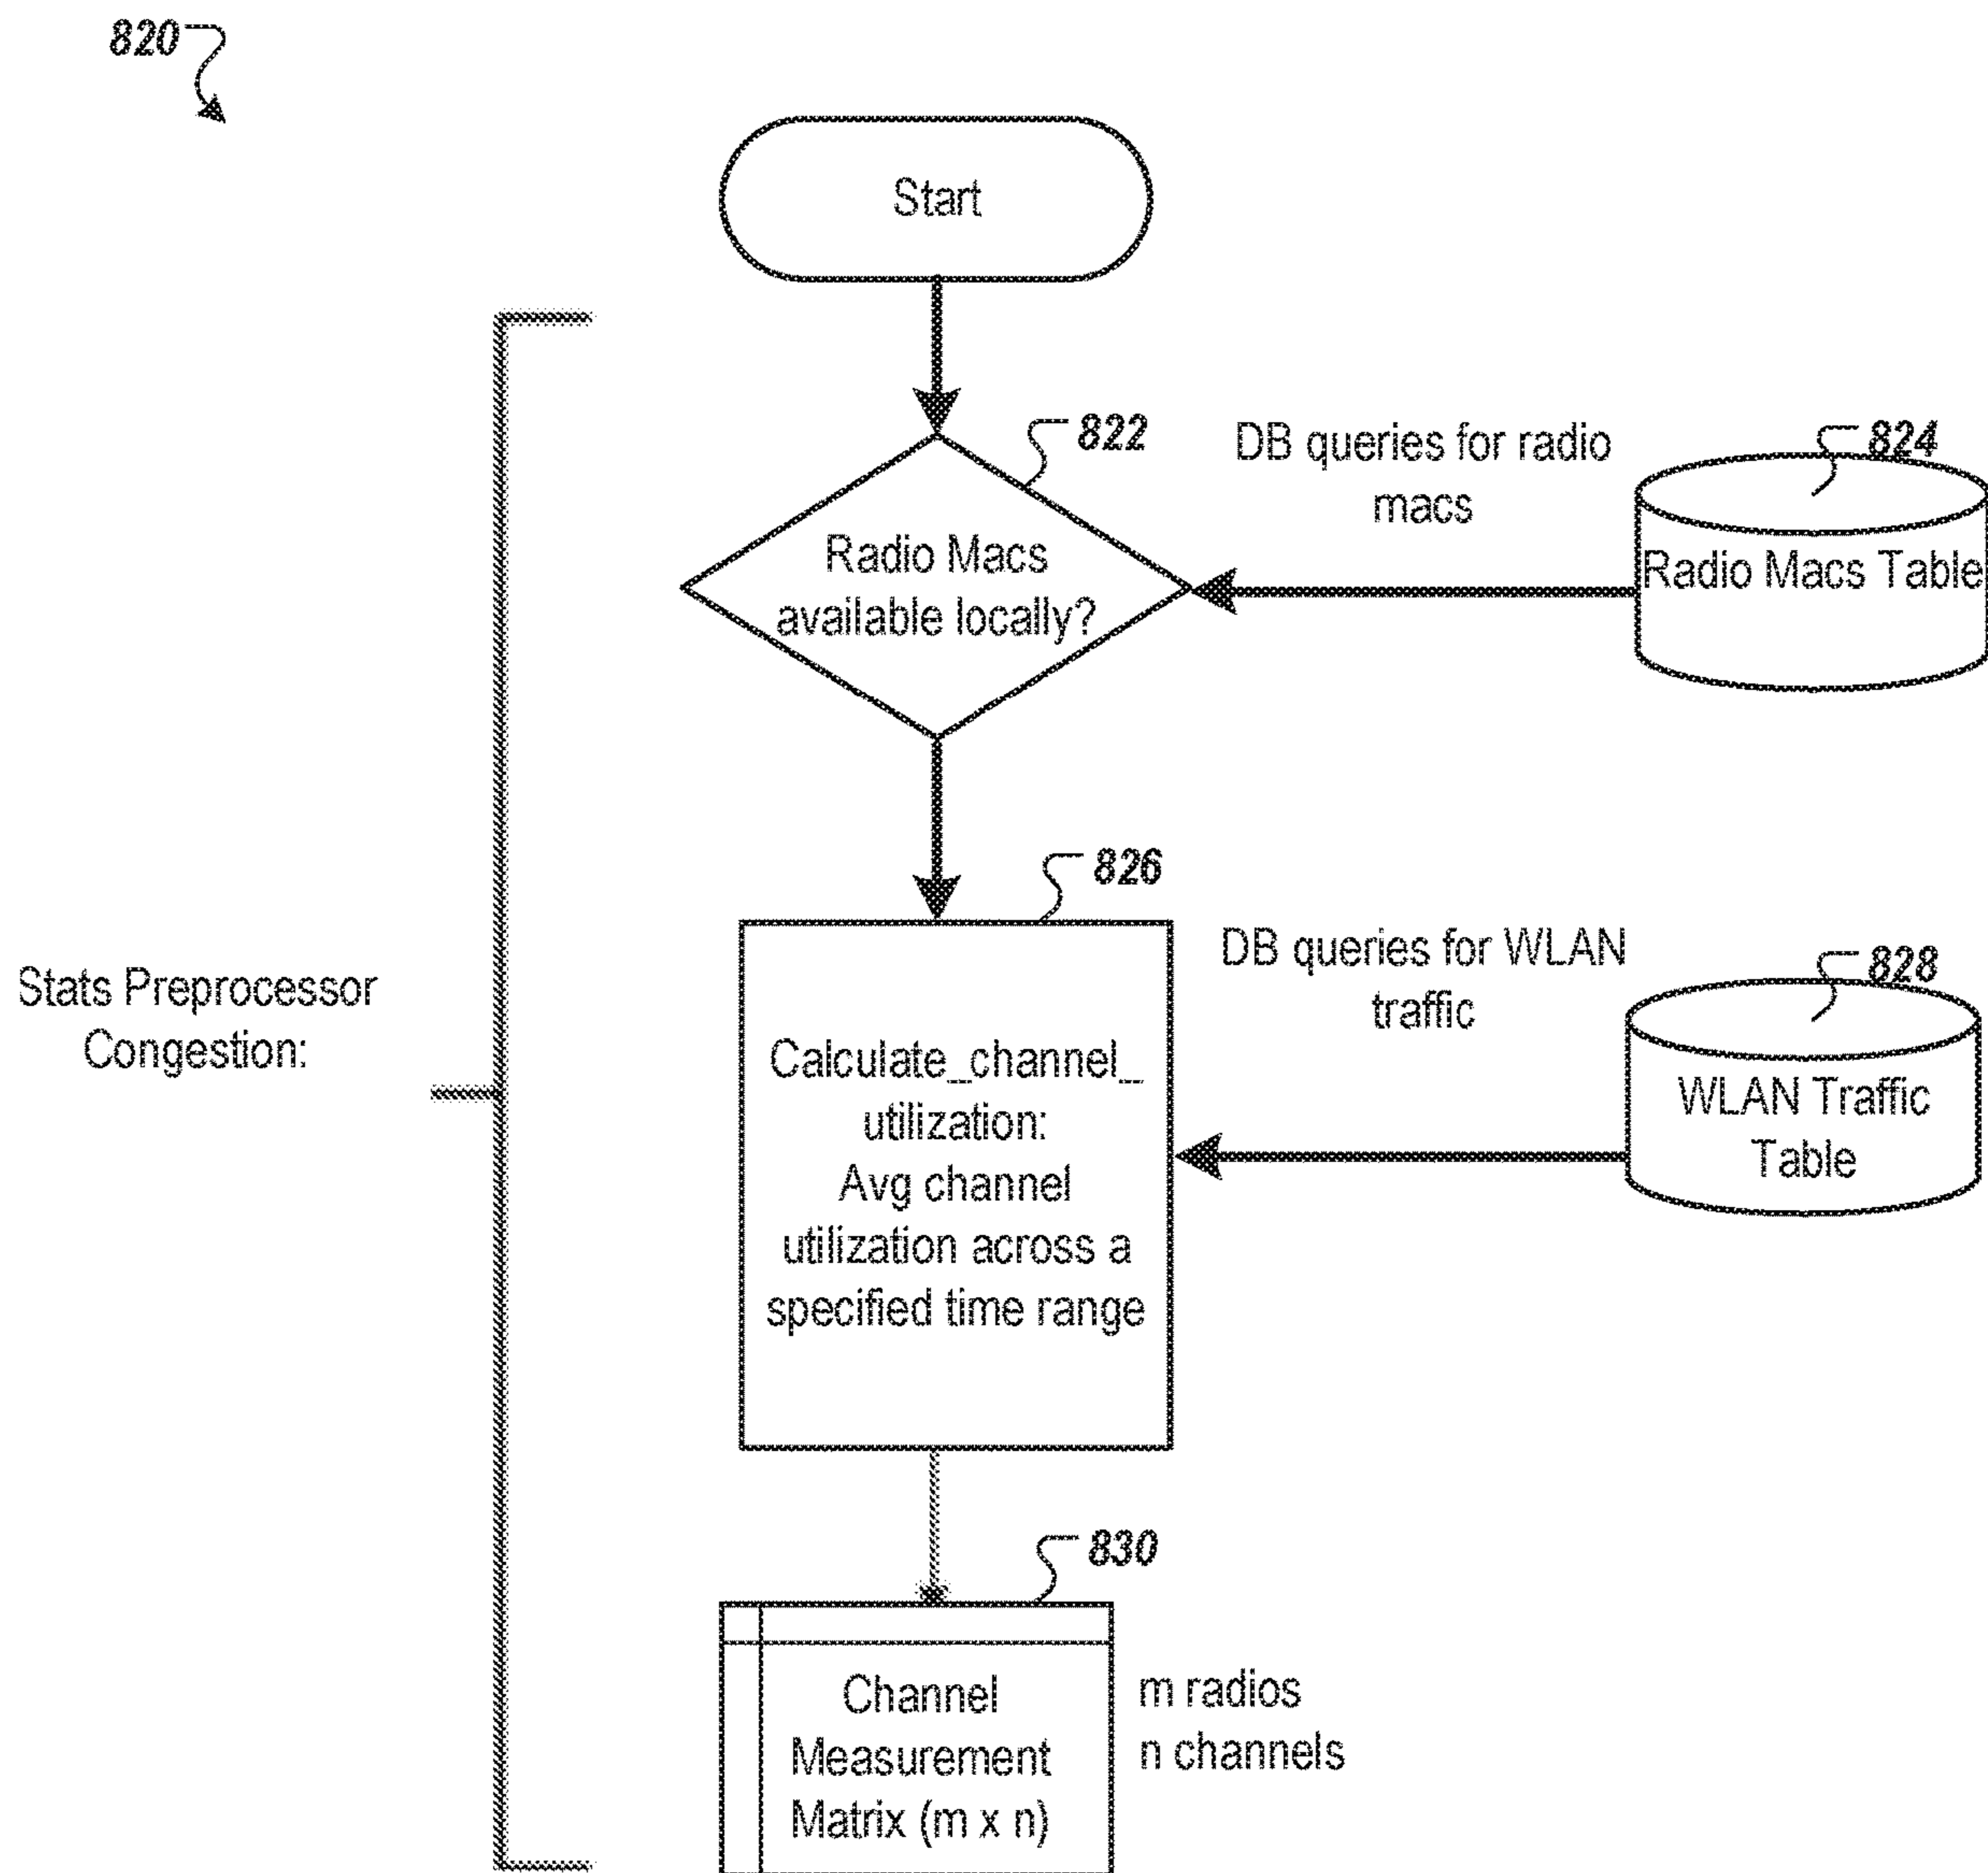 820
Start
822
Radio Macs
available locally?
DB queries for radio
macs
824
Radio Macs Table
Stats Preprocessor
Congestion:
826
Calculate_channel_
utilization:
Avg channel
utilization across a
specified time range
DB queries for WLAN
traffic
828
WLAN Traffic
Table
830
Channel
Measurement
Matrix (m x n)
m radios
n channels